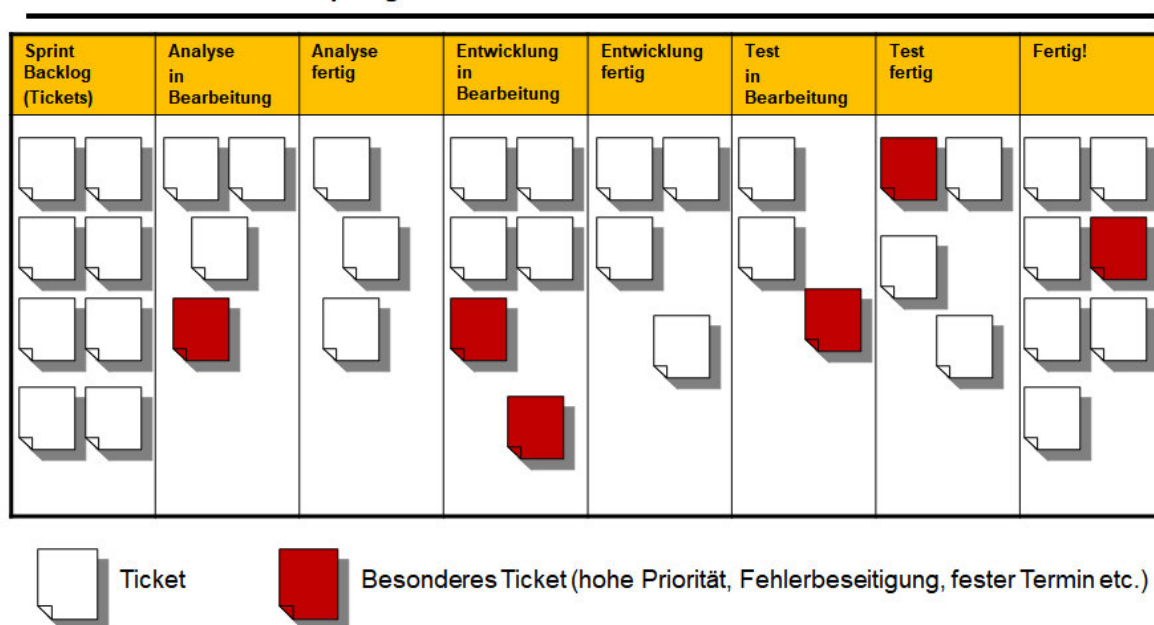 Sprint
Backlog
(Tickets)
Analyse
in
Bearbeitung
Analyse
fertig
Entwicklung
in
Bearbeitung
Entwicklung
fertig
Test
in
Bearbeitung
Test
fertig
Fertig!
Ticket
Besonderes Ticket (hohe Priorität, Fehlerbeseitigung, fester Termin etc.)